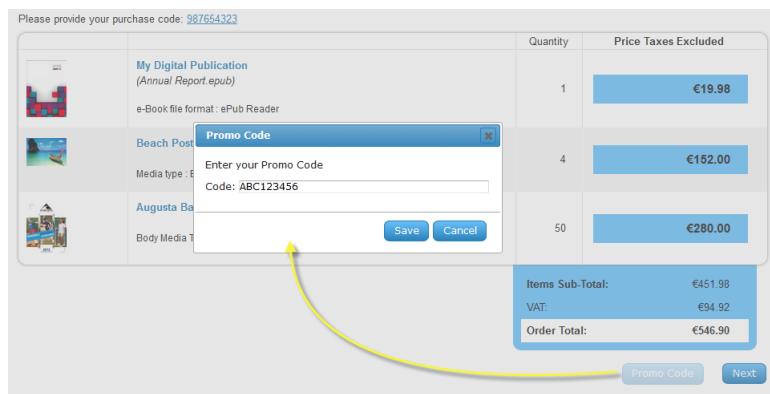 Please provide your purchase code: 987654323
Quantity Price Taxes Excluded
My Digital Publication
(Annual Report.epub)
e-Book file format : ePub Reader
1 €19.98
Beach Post
Media type : E
4 €152.00
Augusta Ba
Body Media T
50 €280.00
Promo Code
Enter your Promo Code
Code: ABC123456
Save Cancel
Items Sub-Total: €451.98
VAT: €94.92
Order Total: €546.90
Promo Code Next